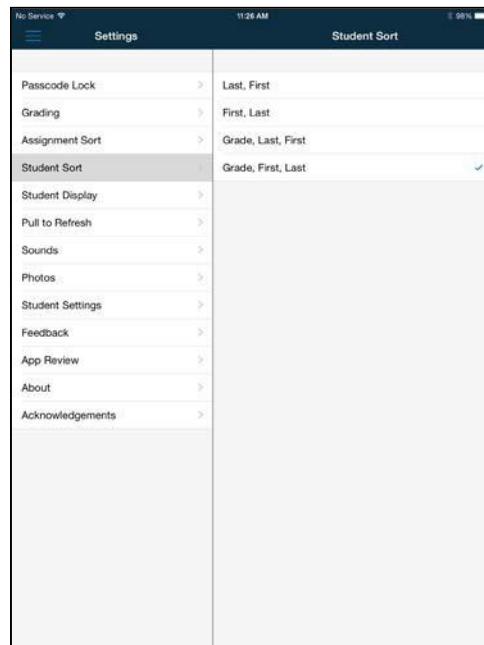 No Service 11:26 AM 98%
Settings Student Sort
Passcode Lock
Grading
Assignment Sort
Student Sort
Student Display
Pull to Refresh
Sounds
Photos
Student Settings
Feedback
App Review
About
Acknowledgements
Last, First
First, Last
Grade, Last, First
Grade, First, Last